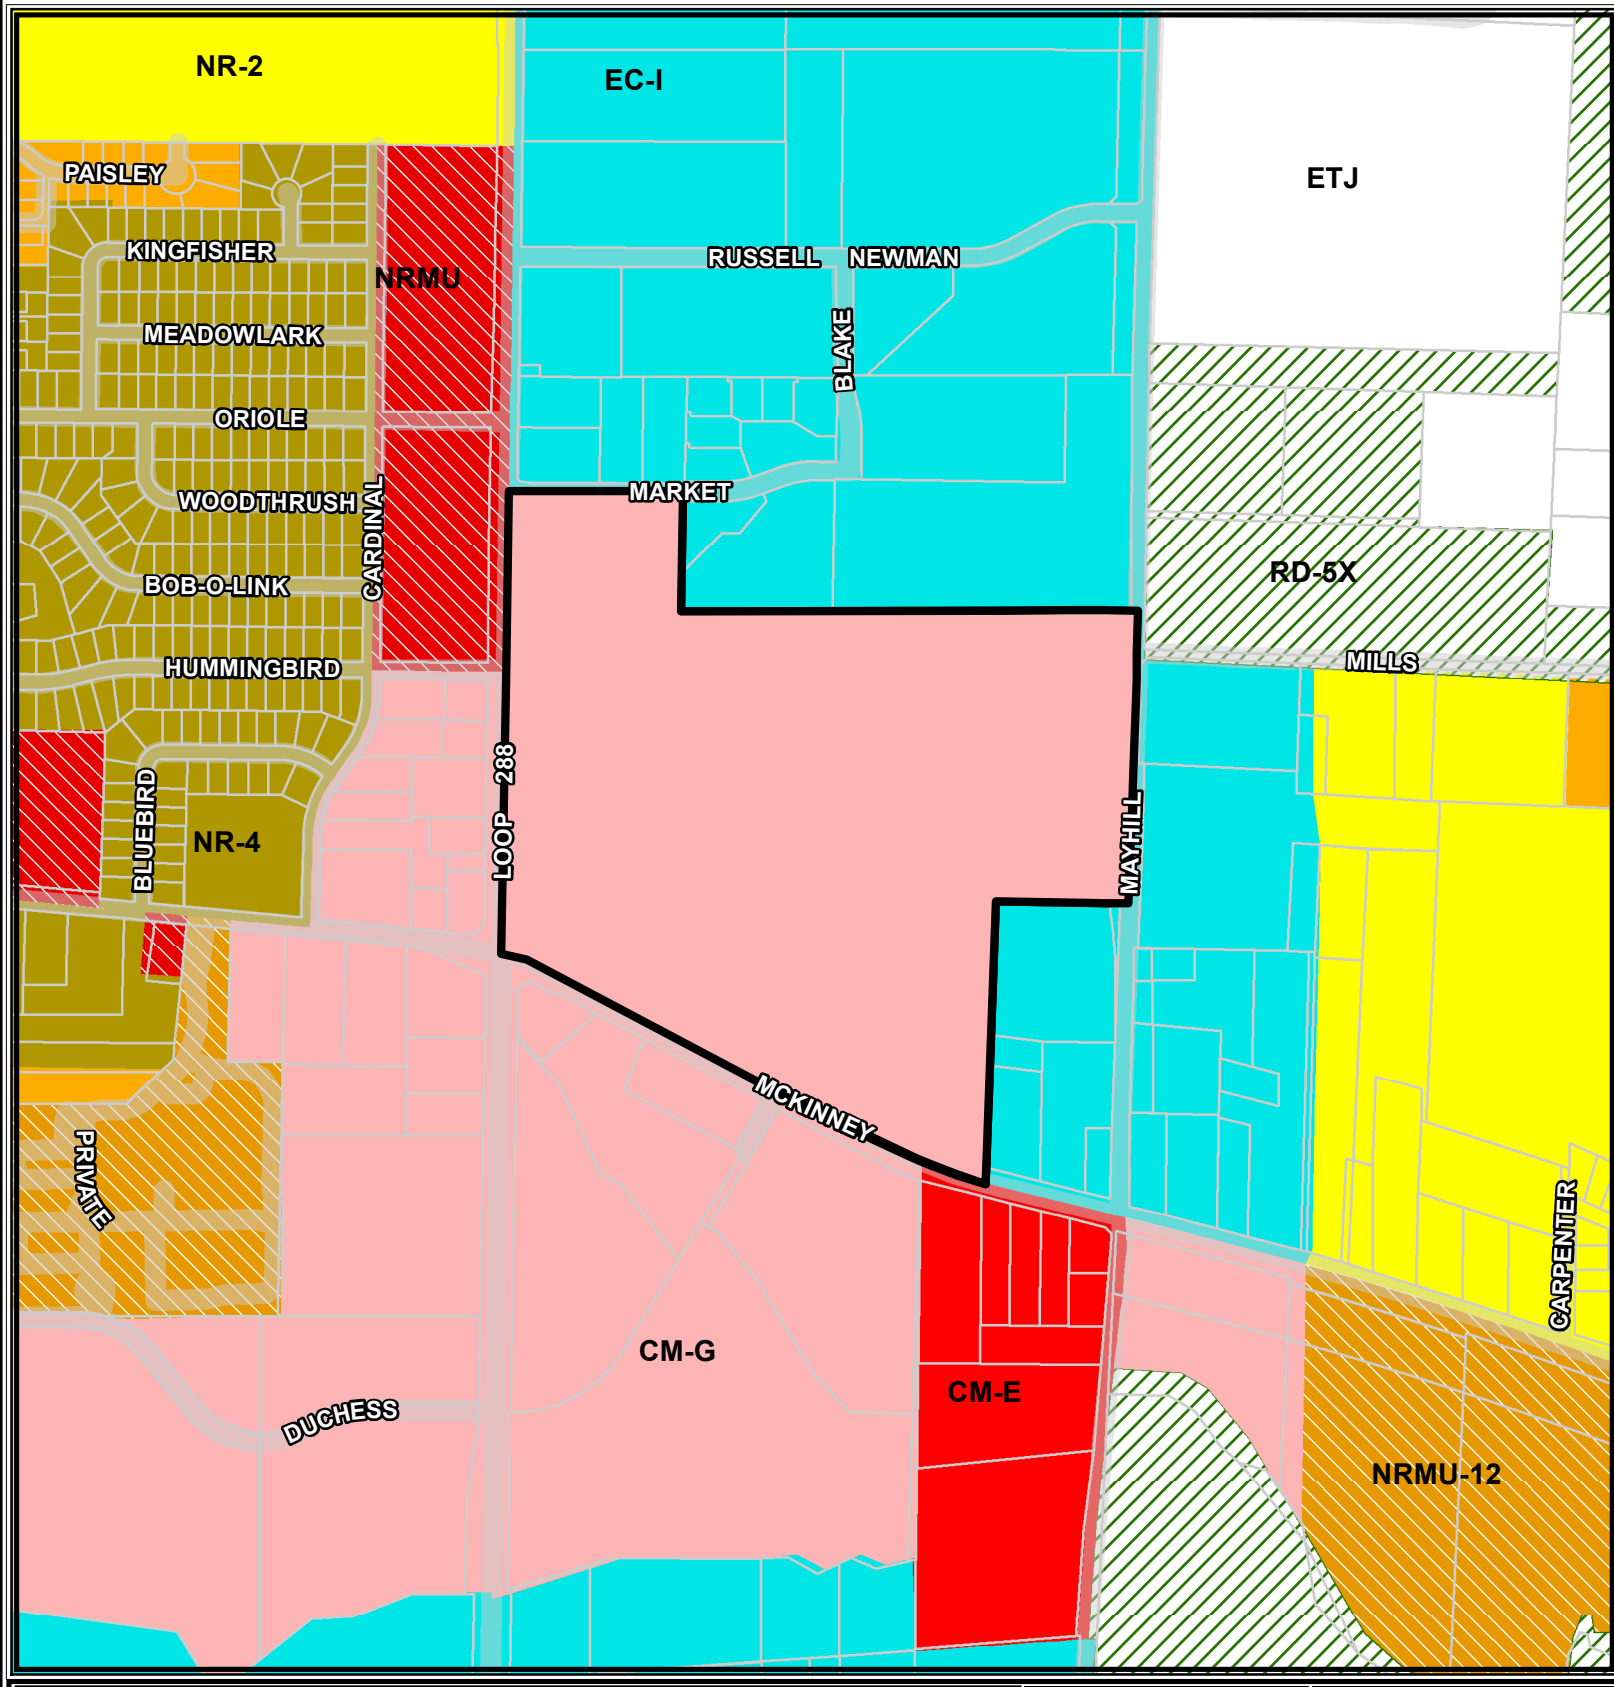 NR-2
EC-I
PAISLEY
ETJ
KINGFISHER
RUSSELL NEWMAN
NRMU
MEADOWLARK
BLAKE
ORIOLE
MARKET
WOODTHRUSH
CARDINAL
BOB-O-LINK
RD-5X
HUMMINGBIRD
MILLS
LOOP 288
BLUEBIRD
NR-4
MAYHILL
MCKINNEY
PRIVATE
CARPENTER
CM-G
CM-E
DUCHESS
NRMU-12